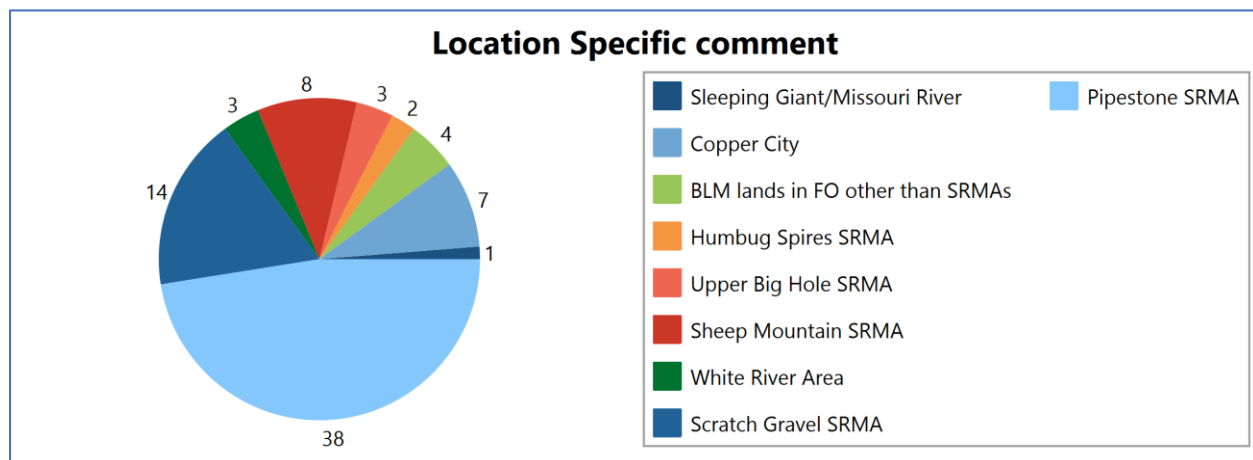 Location Specific comment
8
3
3
2
4
14
7
1
38
Sleeping Giant/Missouri River
Pipestone SRMA
Copper City
BLM lands in FO other than SRMAs
Humbug Spires SRMA
Upper Big Hole SRMA
Sheep Mountain SRMA
White River Area
Scratch Gravel SRMA